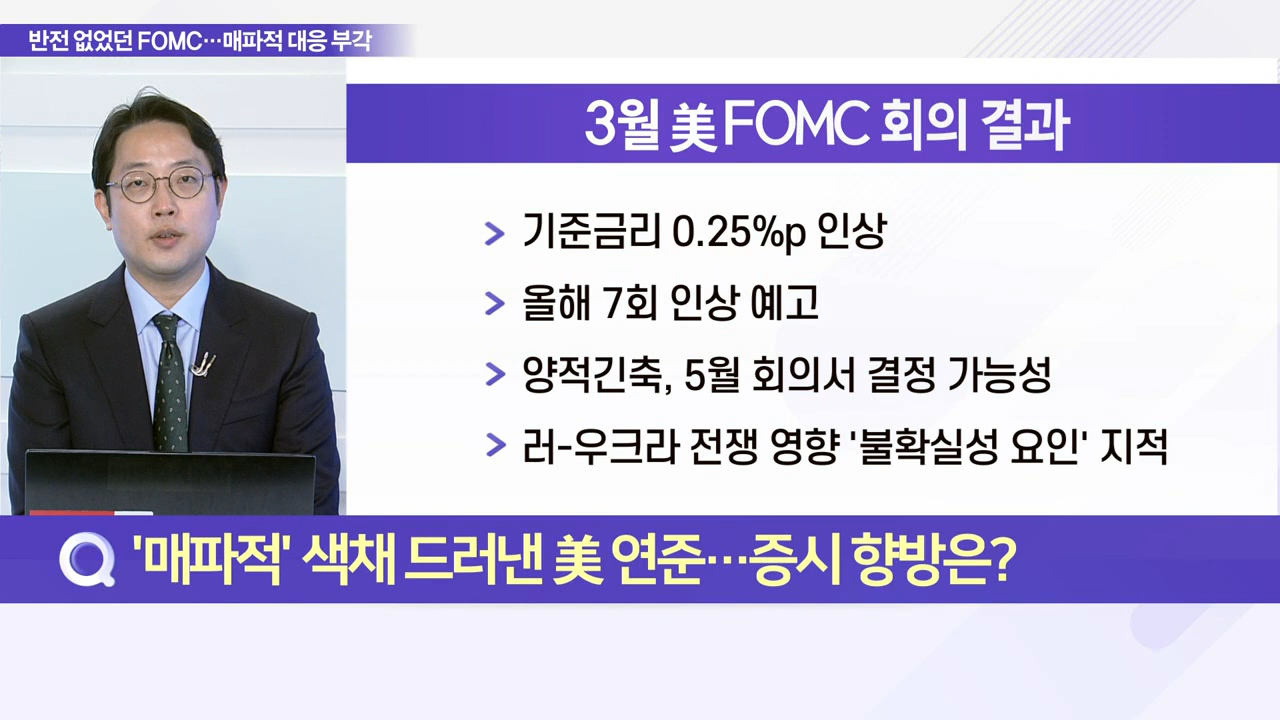 반전 없었던 FOMC…매파적 대응 부각
3월 美 FOMC 회의 결과
> 기준금리 0.25%p 인상
> 올해 7회 인상 예고
> 양적긴축, 5월 회의서 결정 가능성
> 러-우크라 전쟁 영향 '불확실성 요인' 지적
Q '매파적' 색채 드러낸 美 연준…증시 향방은?